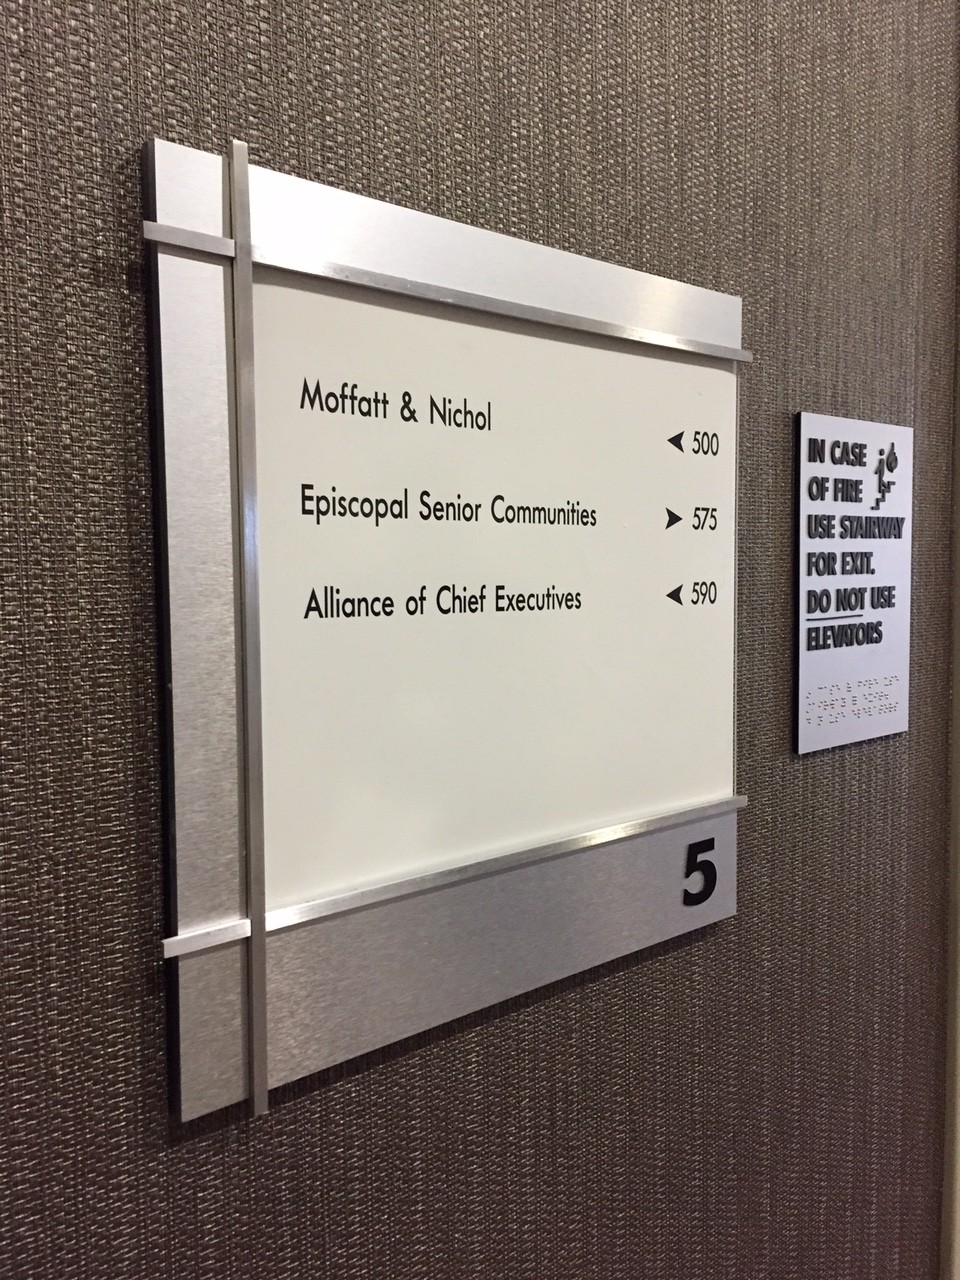 Moffatt & Nichol
◄ 500
Episcopal Senior Communities
► 575
Alliance of Chief Executives
◄ 590
5
IN CASE
OF FIRE
USE STAIRWAY
FOR EXIT.
DO NOT USE
ELEVATORS